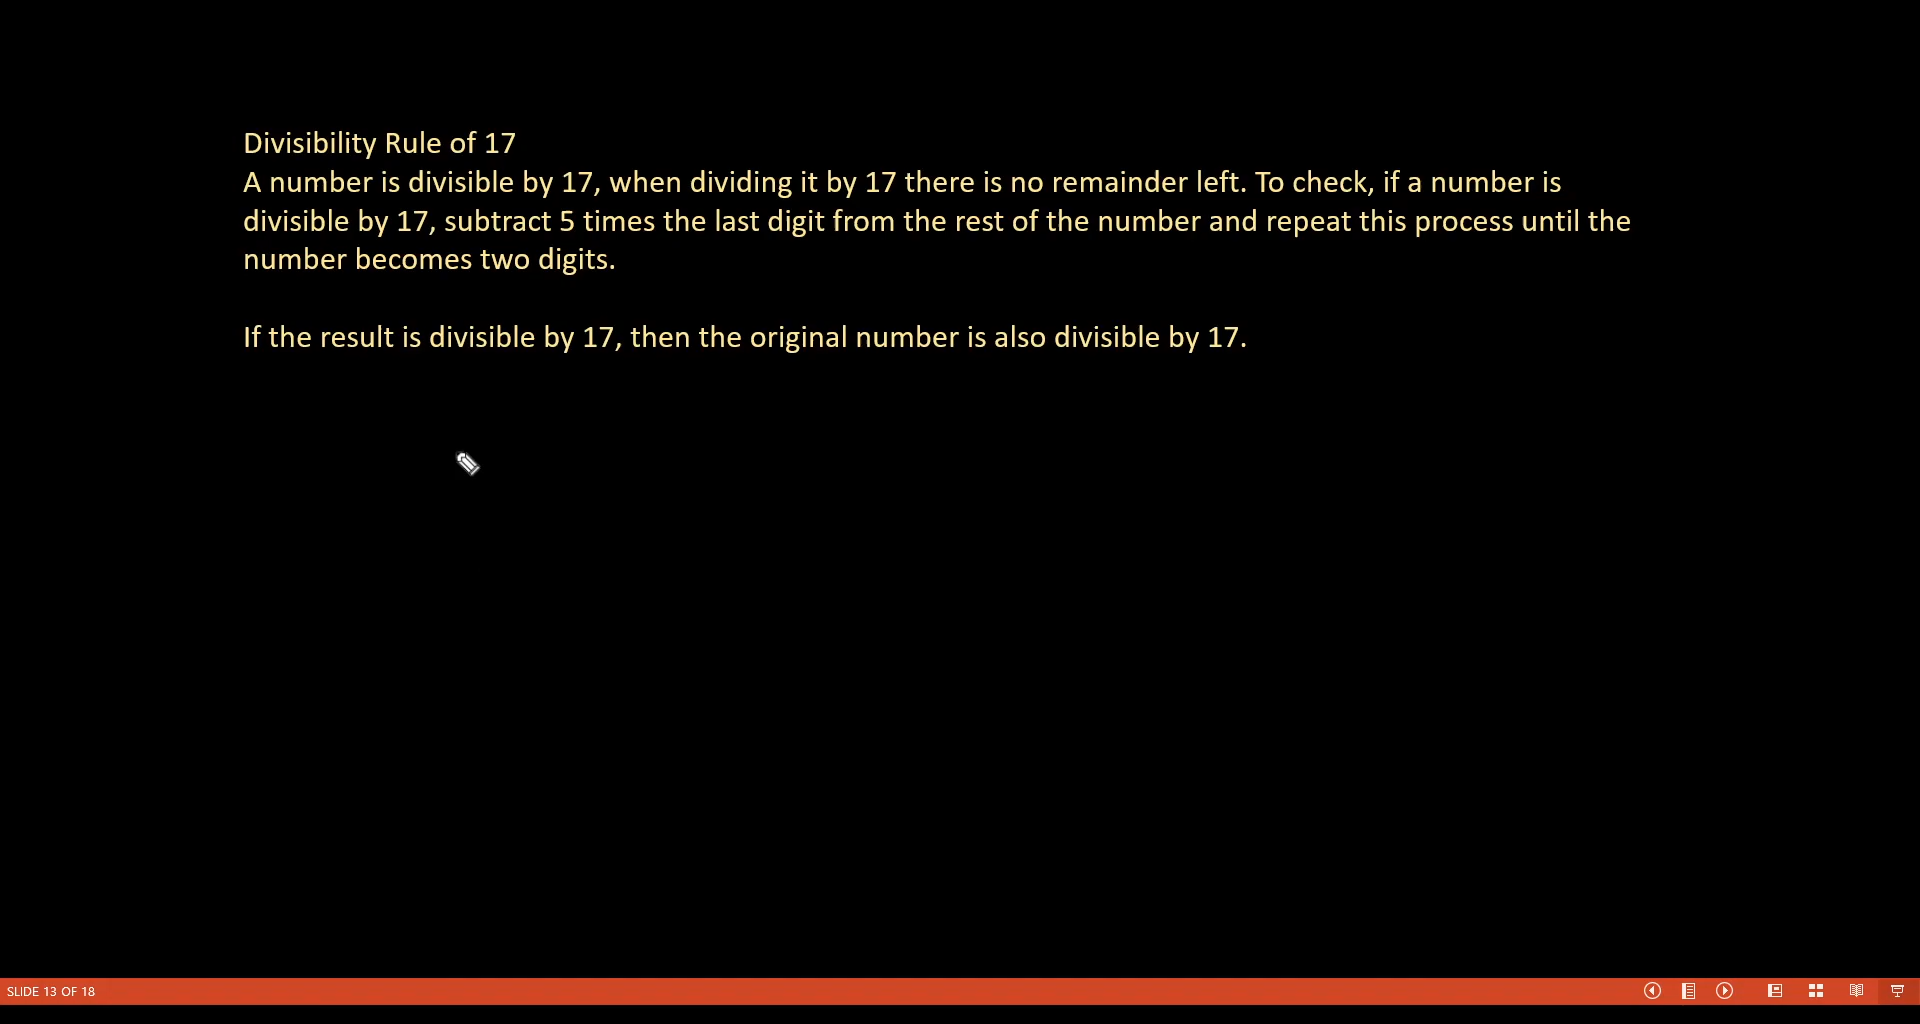 Divisibility Rule of 17
A number is divisible by 17, when dividing it by 17 there is no remainder left. To check, if a number is
divisible by 17, subtract 5 times the last digit from the rest of the number and repeat this process until the
number becomes two digits.
If the result is divisible by 17, then the original number is also divisible by 17.
SLIDE 13 OF 18